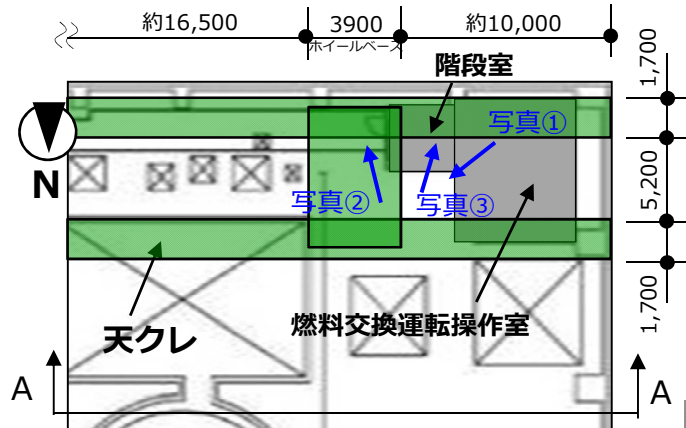 約16,500
3900
約10,000
ホイールベース
1,700
階段室
写真①
N
写真②
写真③
5,200
天クレ
燃料交換運転操作室
1,700
A
A